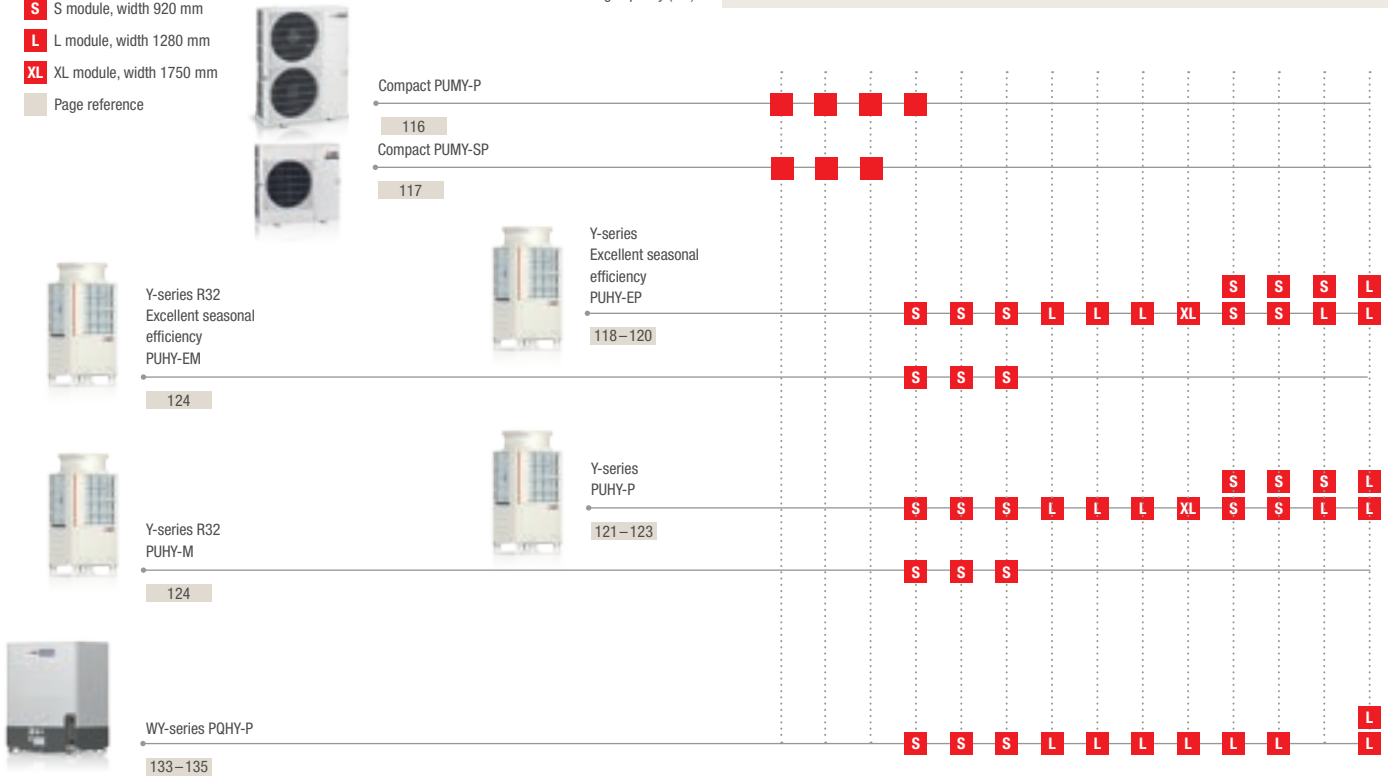 S S module, width 920 mm
L L module, width 1280 mm
XL XL module, width 1750 mm
Page reference
Compact PUMY-P
116
Compact PUMY-SP
117
Y-series
Excellent seasonal
efficiency
PUHY-EP
118–120
S S S L
S S S L L L XL S S L L
Y-series R32
Excellent seasonal
efficiency
PUHY-EM
124
S S S
Y-series
PUHY-P
121–123
S S S L
S S S L L L XL S S L L
Y-series R32
PUHY-M
124
S S S
WY-series PQHY-P
133–135
L
S S S L L L L L L L